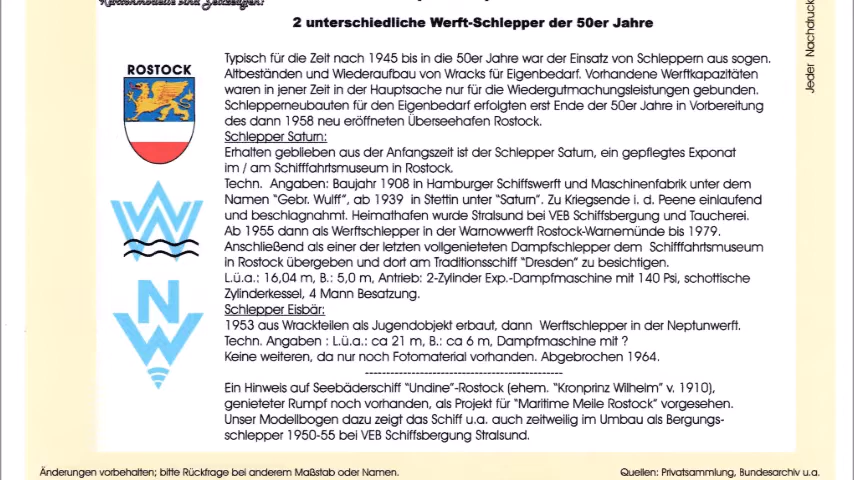 Kartonmodelle sind Zeitzeugen!
2 unterschiedliche Werft-Schlepper der 50er Jahre
Jeder Nachdruck
ROSTOCK
Typisch für die Zeit nach 1945 bis in die 50er Jahre war der Einsatz von Schleppern aus sogen.
Altbeständen und Wiederaufbau von Wracks für Eigenbedarf. Vorhandene Werftkapazitäten
waren in jener Zeit in der Hauptsache nur für die Wiedergutmachungsleistungen gebunden.
Schlepperneubauten für den Eigenbedarf erfolgten erst Ende der 50er Jahre in Vorbereitung
des dann 1958 neu eröffneten Überseehafen Rostock.
Schlepper Saturn:
Erhalten geblieben aus der Anfangszeit ist der Schlepper Saturn, ein gepflegtes Exponat
im / am Schifffahrtsmuseum in Rostock.
Techn. Angaben: Baujahr 1908 in Hamburger Schiffswerft und Maschinenfabrik unter dem
Namen "Gebr. Wulff", ab 1939 in Stettin unter "Saturn". Zu Kriegsende i. d. Peene einlaufend
und beschlagnahmt. Heimathafen wurde Stralsund bei VEB Schiffsbergung und Taucherei.
Ab 1955 dann als Werftschlepper in der Warnowwerft Rostock-Warnemünde bis 1979.
Anschließend als einer der letzten vollgenieteten Dampfschlepper dem Schifffahrtsmuseum
in Rostock übergeben und dort am Traditionsschiff "Dresden" zu besichtigen.
L.ü.a.: 16,04 m, B.: 5,0 m, Antrieb: 2-Zylinder Exp.-Dampfmaschine mit 140 Psi, schottische
Zylinderkessel, 4 Mann Besatzung.
Schlepper Eisbär:
1953 aus Wrackteilen als Jugendobjekt erbaut, dann Werftschlepper in der Neptunwerft.
Techn. Angaben : L.ü.a.: ca 21 m, B.: ca 6 m, Dampfmaschine mit ?
Keine weiteren, da nur noch Fotomaterial vorhanden. Abgebrochen 1964.
------------------------------------------------
Ein Hinweis auf Seebäderschiff "Undine"-Rostock (ehem. "Kronprinz Wilhelm" v. 1910),
genieteter Rumpf noch vorhanden, als Projekt für "Maritime Meile Rostock" vorgesehen.
Unser Modellbogen dazu zeigt das Schiff u.a. auch zeitweilig im Umbau als Bergungs-
schlepper 1950-55 bei VEB Schiffsbergung Stralsund.
WW
NW
Änderungen vorbehalten; bitte Rückfrage bei anderem Maßstab oder Namen.
Quellen: Privatsammlung, Bundesarchiv u.a.